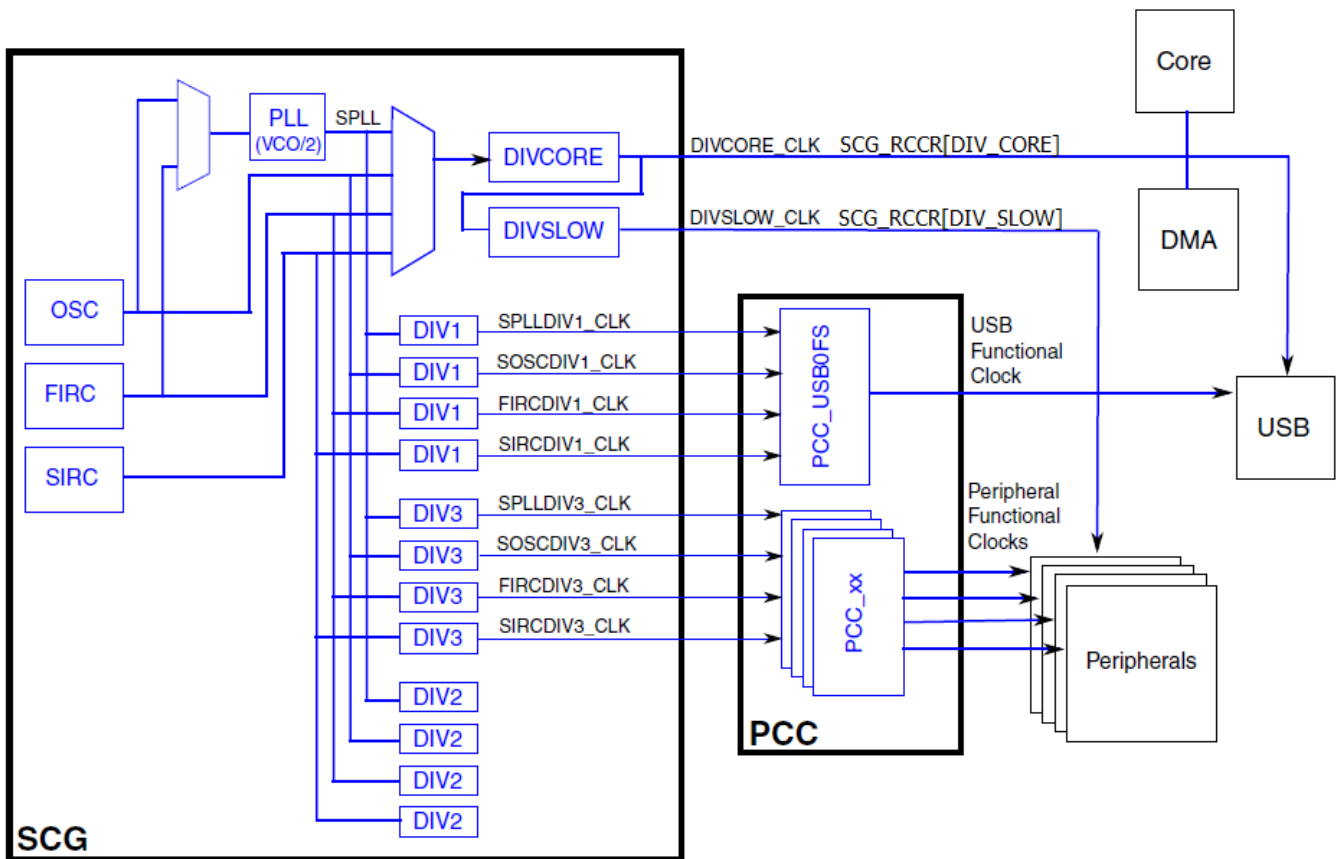 Core
PLL
(VCO/2)
SPLL
DIVCORE
DIVCORE_CLK SCG_RCCR[DIV_CORE]
DIVSLOW
DIVSLOW_CLK SCG_RCCR[DIV_SLOW]
DMA
OSC
FIRC
SIRC
DIV1
SPLLDIV1_CLK
DIV1
SOSCDIV1_CLK
DIV1
FIRCDIV1_CLK
DIV1
SIRCDIV1_CLK
PCC_USB0FS
USB
Functional
Clock
USB
DIV3
SPLLDIV3_CLK
DIV3
SOSCDIV3_CLK
DIV3
FIRCDIV3_CLK
DIV3
SIRCDIV3_CLK
PCC_xx
Peripheral
Functional
Clocks
Peripherals
DIV2
DIV2
DIV2
DIV2
PCC
SCG